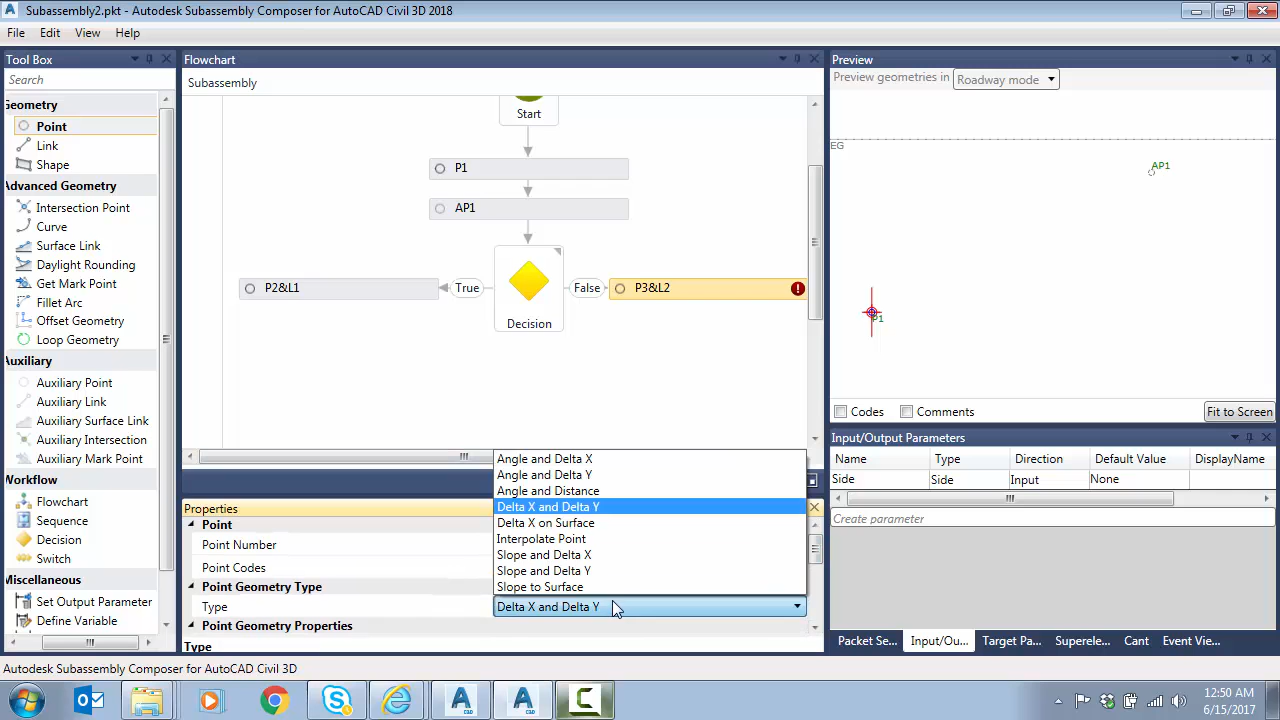 Subassembly2.pkt - Autodesk Subassembly Composer for AutoCAD Civil 3D 2018
File Edit View Help
Tool Box
Search
Geometry
Point
Link
Shape
Advanced Geometry
Intersection Point
Curve
Surface Link
Daylight Rounding
Get Mark Point
Fillet Arc
Offset Geometry
Loop Geometry
Auxiliary
Auxiliary Point
Auxiliary Link
Auxiliary Surface Link
Auxiliary Intersection
Auxiliary Mark Point
Workflow
Flowchart
Sequence
Decision
Switch
Miscellaneous
Set Output Parameter
Define Variable
Flowchart
Subassembly
Start
P1
AP1
P2&L1 True False P3&L2
Decision
Angle and Delta X
Angle and Delta Y
Angle and Distance
Delta X and Delta Y
Delta X on Surface
Interpolate Point
Slope and Delta X
Slope and Delta Y
Slope to Surface
Properties
Point
Point Number
Point Codes
Point Geometry Type
Type Delta X and Delta Y
Point Geometry Properties
Type
Preview
Preview geometries in Roadway mode
EG
AP1
P1
Codes Comments Fit to Screen
Input/Output Parameters
Name Type Direction Default Value DisplayName
Side Side Input None
Create parameter
Packet Se... Input/Ou... Target Pa... Superele... Cant Event Vie...
Autodesk Subassembly Composer for AutoCAD Civil 3D
12:50 AM
6/15/2017